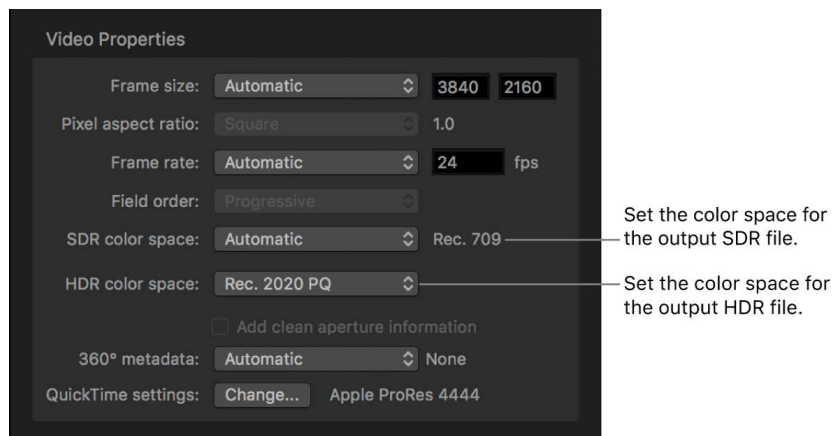 Video Properties
Frame size: Automatic 3840 2160
Pixel aspect ratio: Square 1.0
Frame rate: Automatic 24 fps
Field order: Progressive
SDR color space: Automatic Rec. 709
Set the color space for
the output SDR file.
HDR color space: Rec. 2020 PQ
Set the color space for
the output HDR file.
Add clean aperture information
360° metadata: Automatic None
QuickTime settings: Change... Apple ProRes 4444